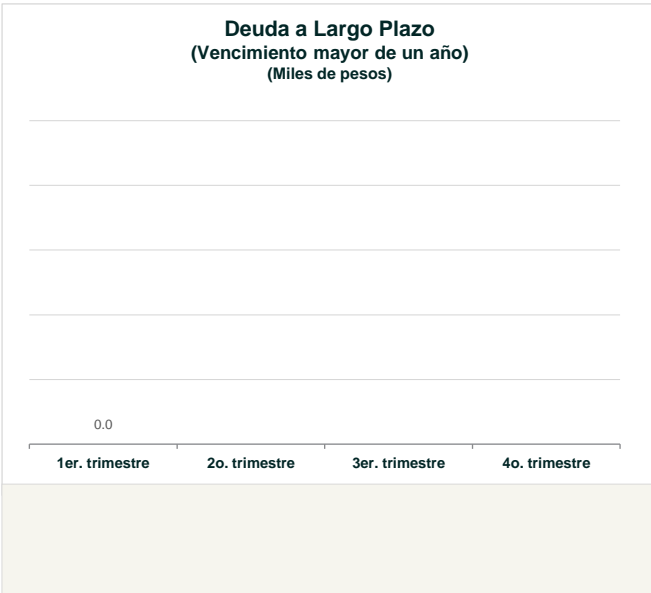 Deuda a Largo Plazo
(Vencimiento mayor de un año)
(Miles de pesos)
0.0
1er. trimestre 2o. trimestre 3er. trimestre 4o. trimestre